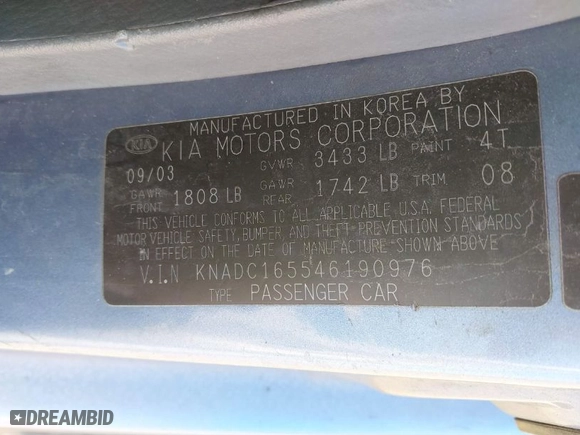 MANUFACTURED IN KOREA BY
KIA KIA MOTORS CORPORATION
09/03 GVWR 3433 LB PAINT 4T
GAWR FRONT 1808 LB GAWR REAR 1742 LB TRIM 08
THIS VEHICLE CONFORMS TO ALL APPLICABLE U.S.A. FEDERAL
MOTOR VEHICLE SAFETY, BUMPER, AND THEFT PREVENTION STANDARDS
IN EFFECT ON THE DATE OF MANUFACTURE SHOWN ABOVE
V.I.N KNADC165546190976
TYPE PASSENGER CAR
DREAMBID